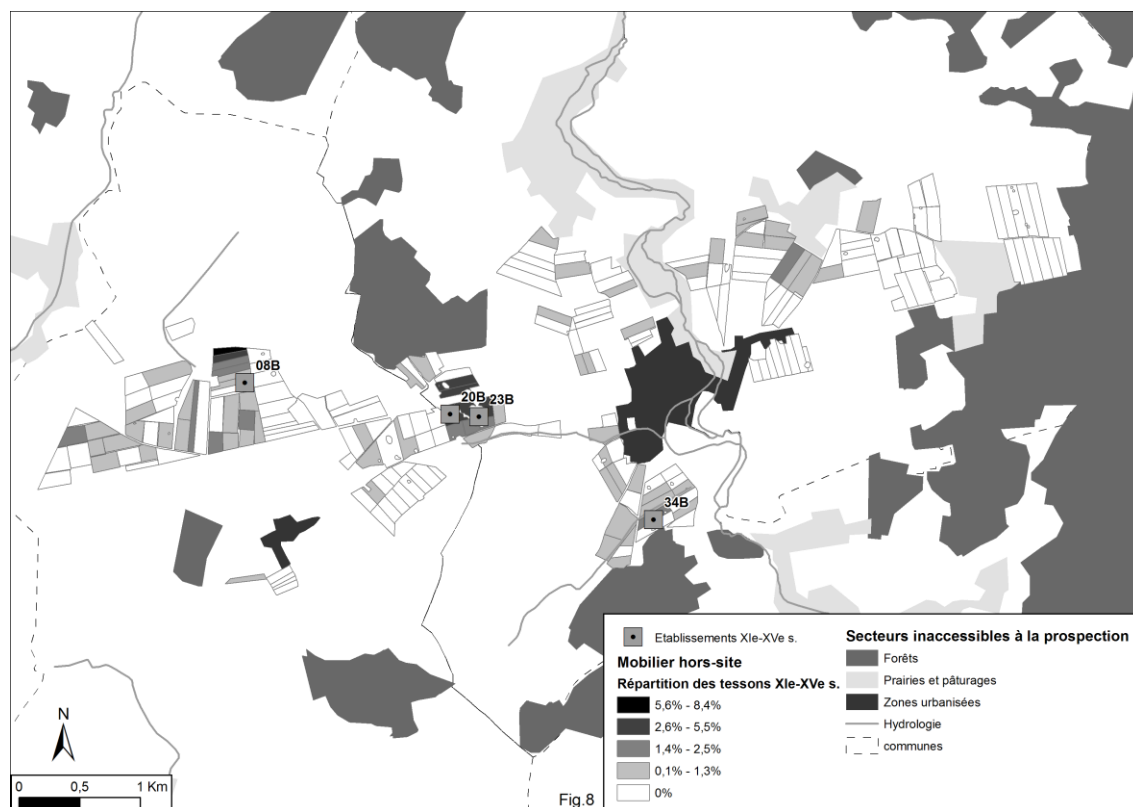 08B
20B
23B
34B
N
0 0,5 1 Km
Fig.8
Etablissements XIe-XVe s.
Mobilier hors-site
Répartition des tessons XIe-XVe s.
5,6% - 8,4%
2,6% - 5,5%
1,4% - 2,5%
0,1% - 1,3%
0%
Secteurs inaccessibles à la prospection
Forêts
Prairies et pâturages
Zones urbanisées
Hydrologie
communes